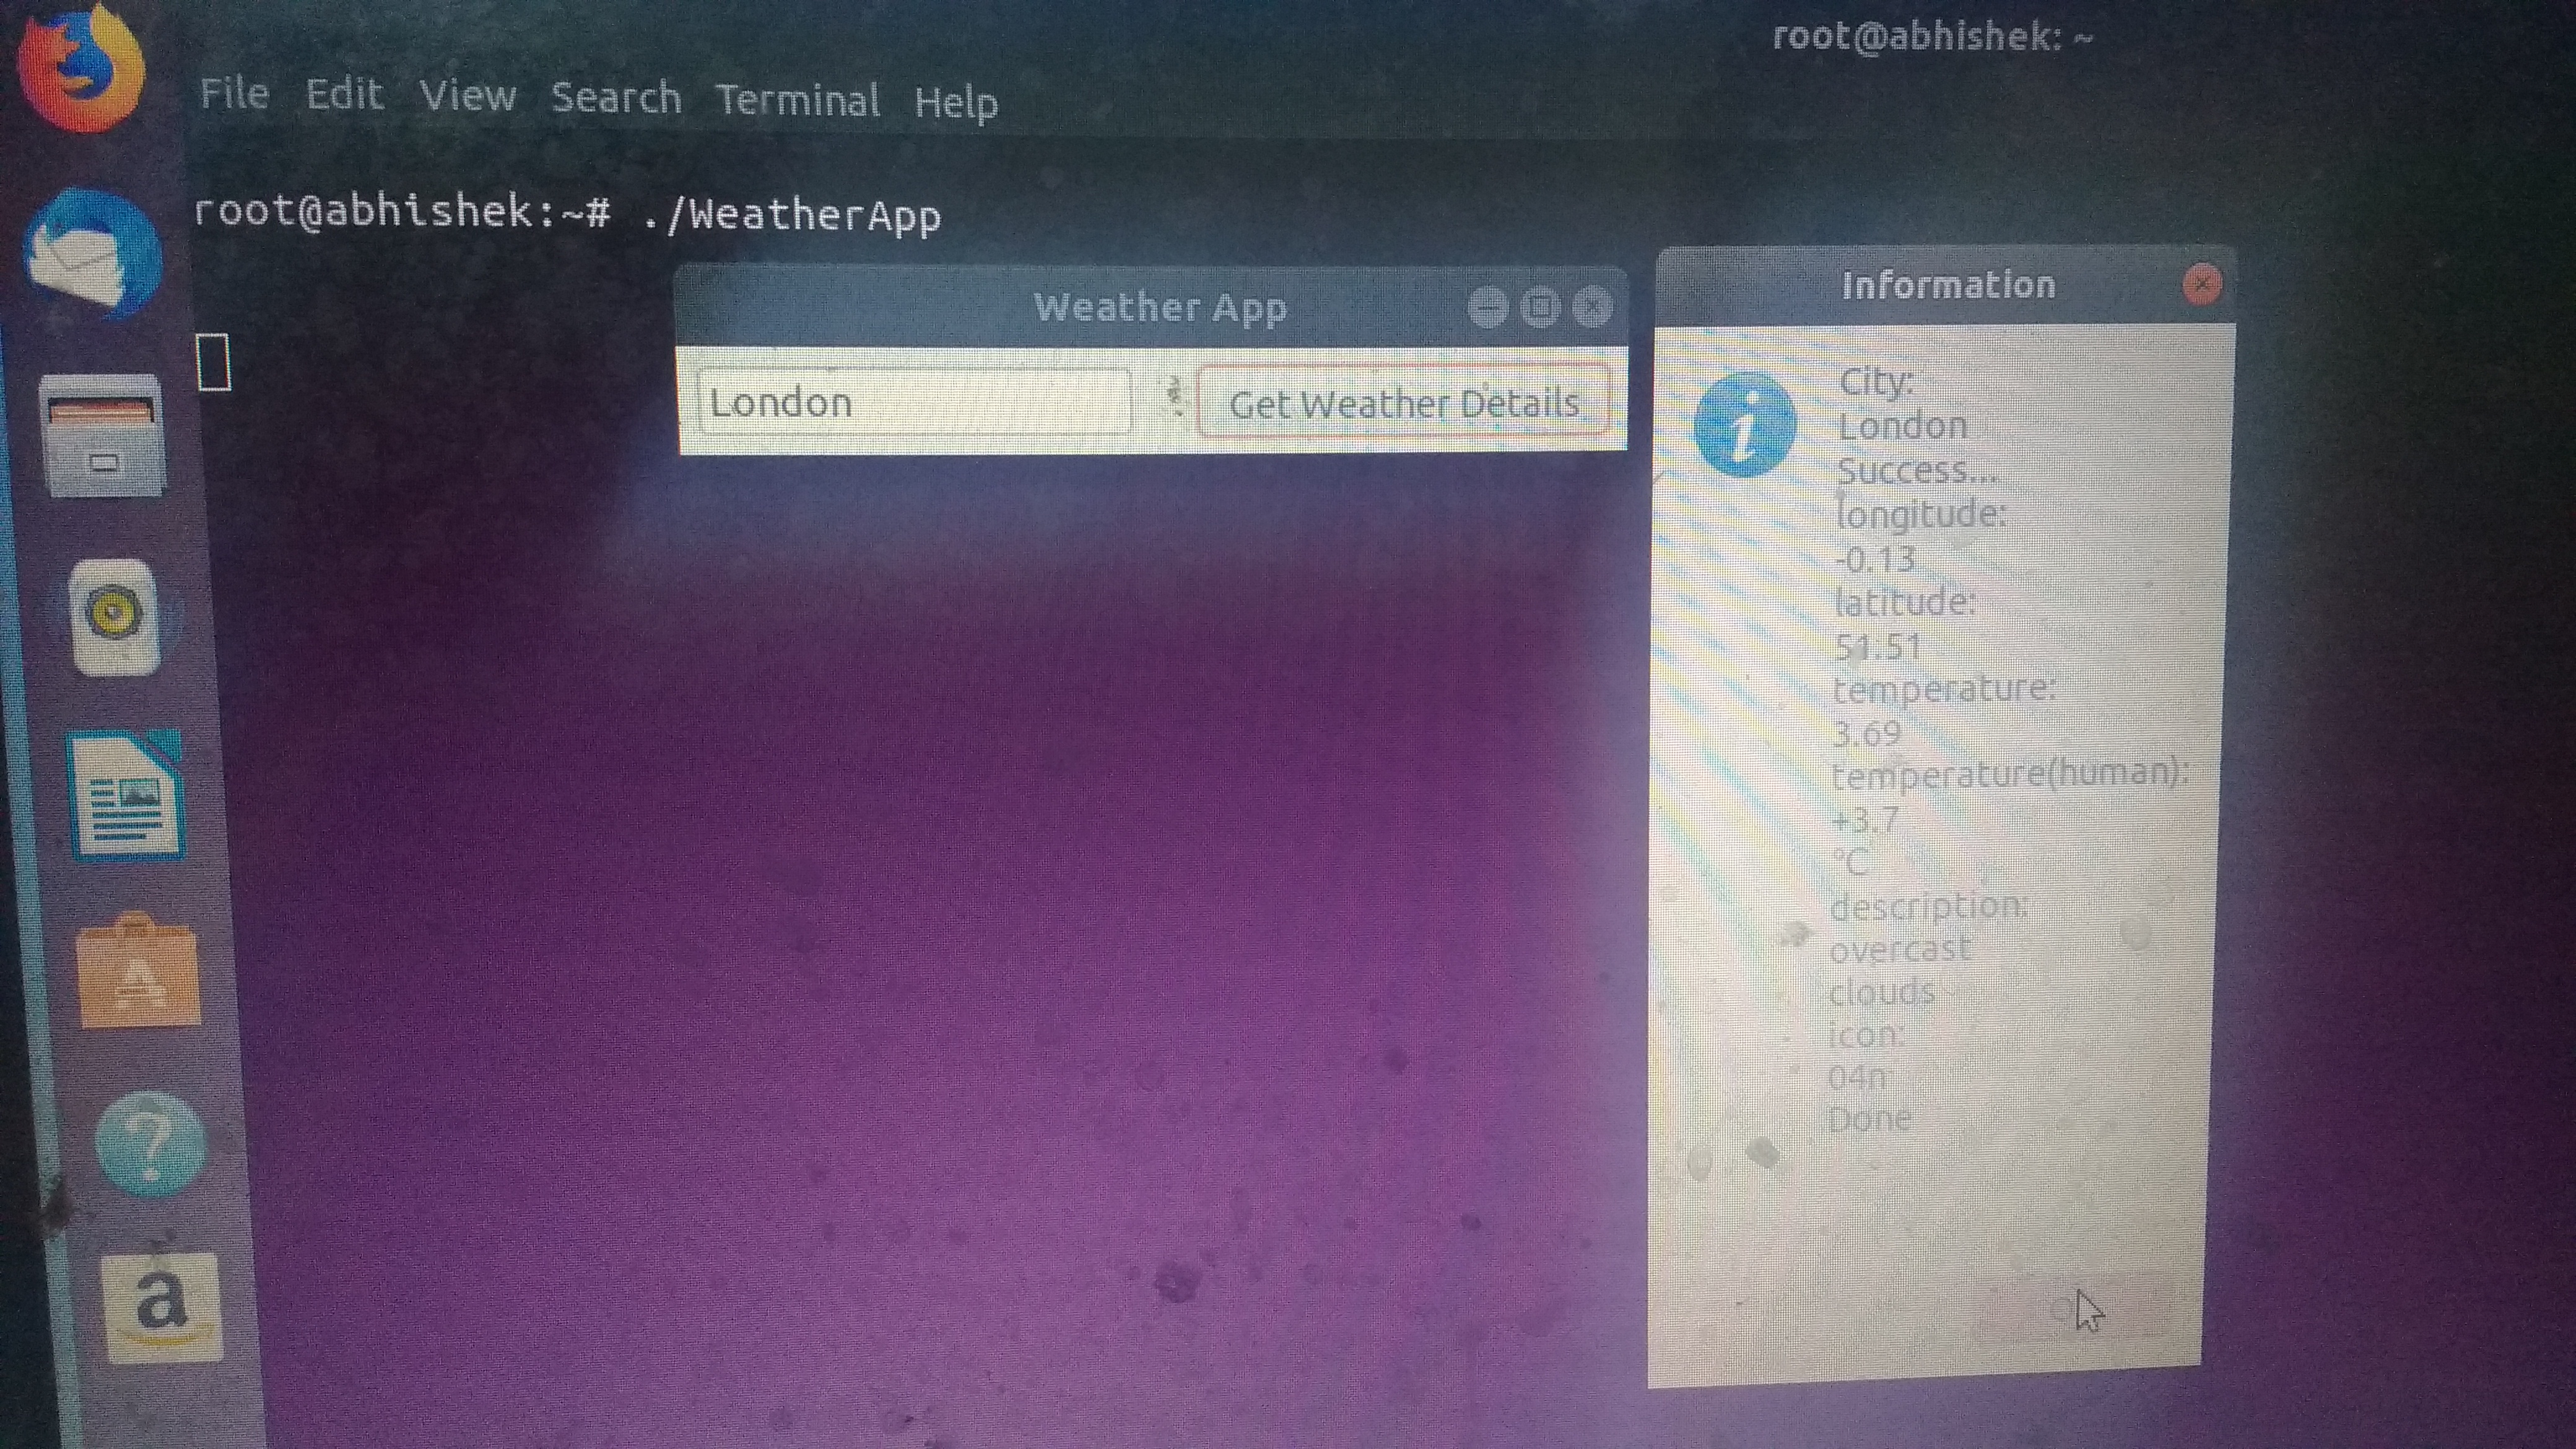 root@abhishek: ~
File Edit View Search Terminal Help
root@abhishek:~# ./WeatherApp
Weather App
London
Get Weather Details
Information
City:
London
Success...
longitude:
-0.13
latitude:
51.51
temperature:
3.69
temperature(human):
+3.7
°C
description:
overcast
clouds
icon:
04n
Done